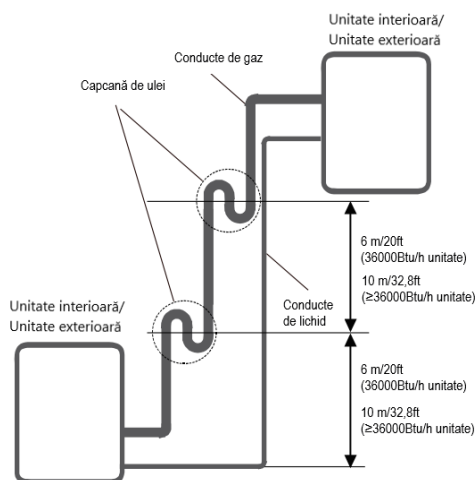 Unitate interioară/
Unitate exterioară
Conducte de gaz
Capcană de ulei
6 m/20ft
(36000Btu/h unitate)
10 m/32,8ft
(≥36000Btu/h unitate)
Conducte
de lichid
Unitate interioară/
Unitate exterioară
6 m/20ft
(36000Btu/h unitate)
10 m/32,8ft
(≥36000Btu/h unitate)